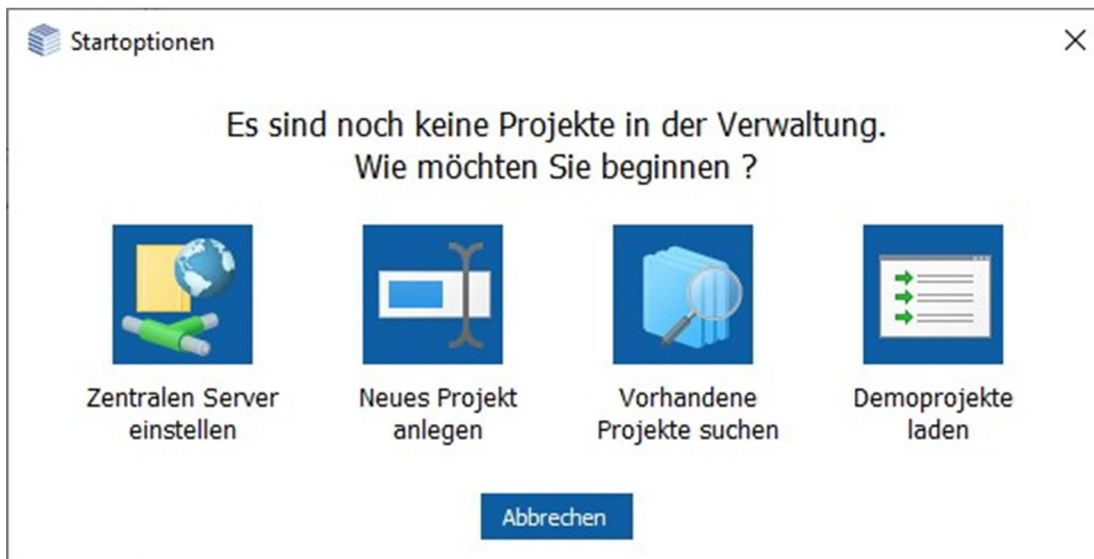 Startoptionen
Es sind noch keine Projekte in der Verwaltung.
Wie möchten Sie beginnen ?
Zentralen Server
einstellen
Neues Projekt
anlegen
Vorhandene
Projekte suchen
Demoprojekte
laden
Abbrechen